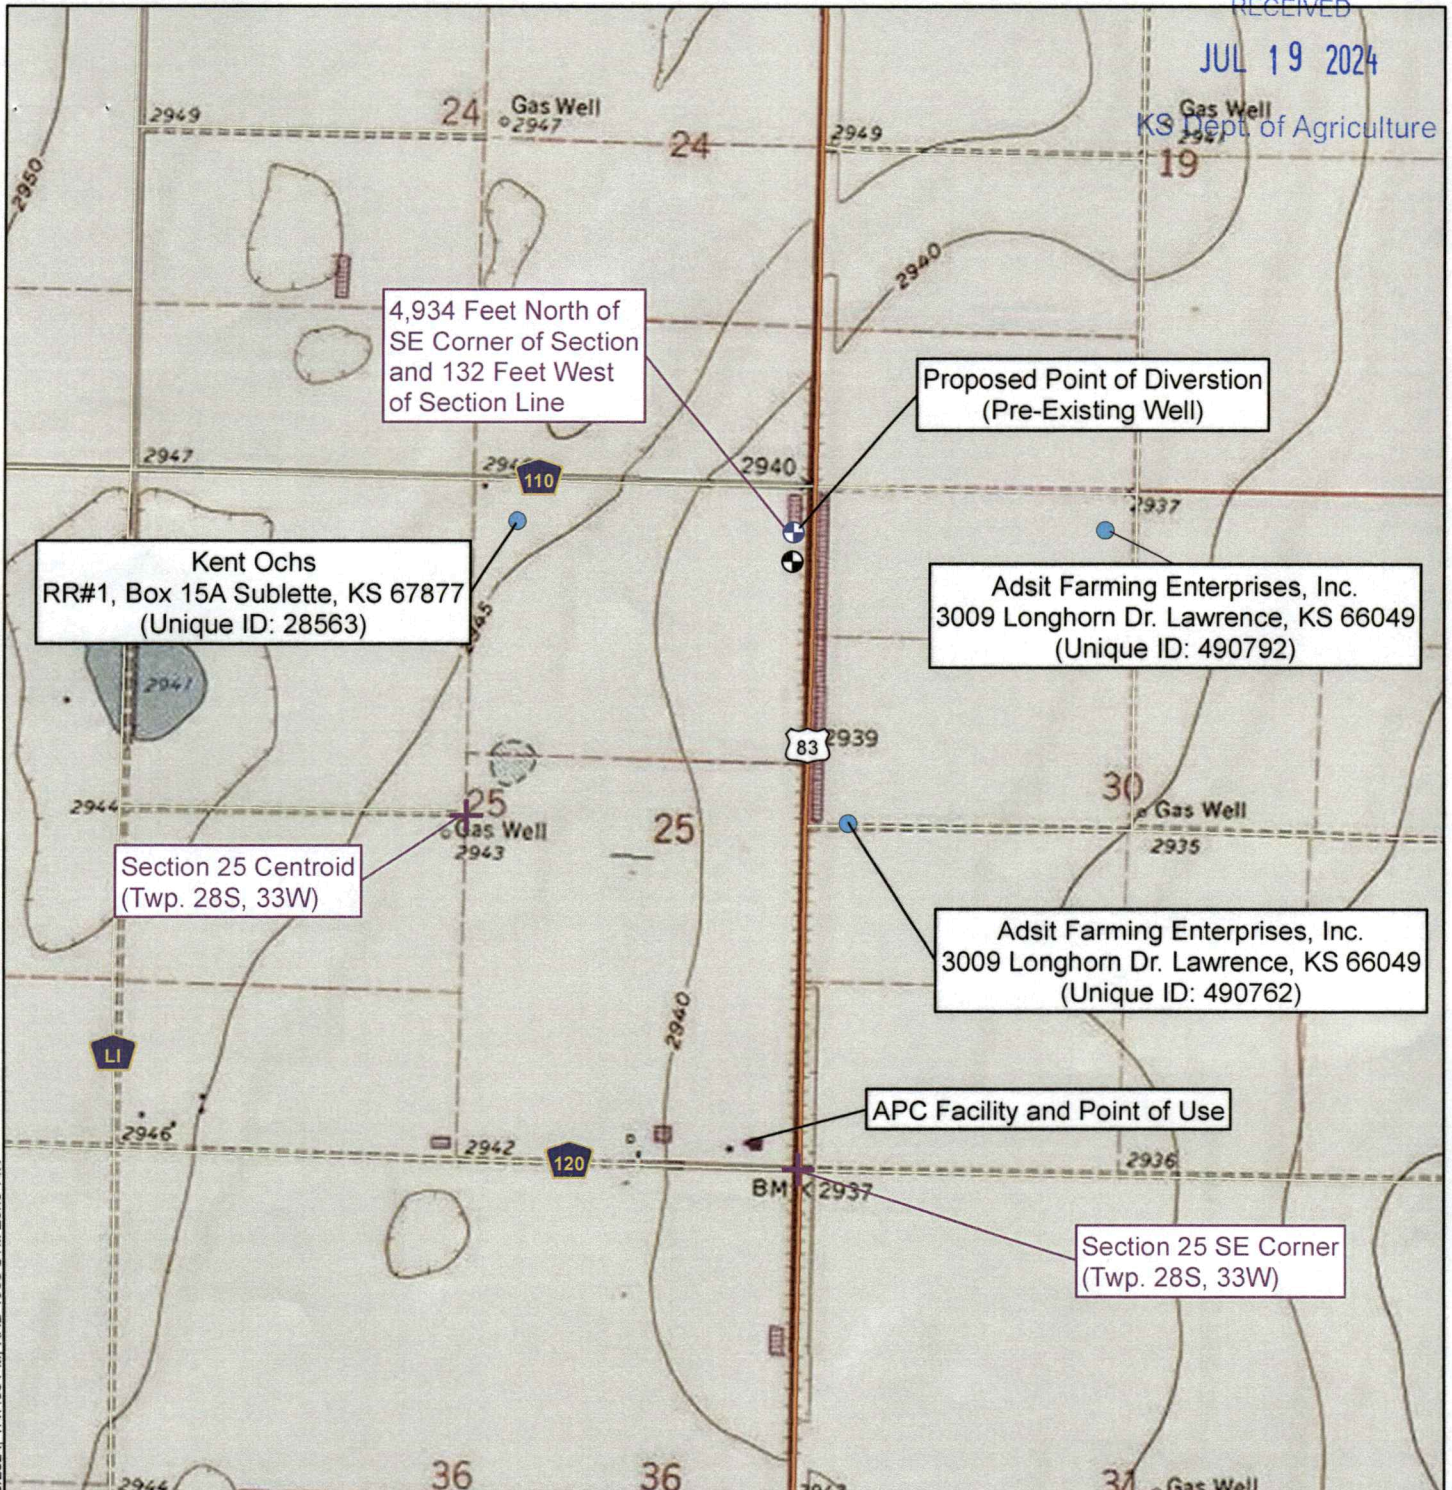 RECEIVED
JUL 19 2024
KS Dept. of Agriculture
2949
24
Gas Well
2947
24
2949
Gas Well
19
2950
2940
4,934 Feet North of
SE Corner of Section
and 132 Feet West
of Section Line
Proposed Point of Diverstion
(Pre-Existing Well)
2947
110
2940
2937
Kent Ochs
RR#1, Box 15A Sublette, KS 67877
(Unique ID: 28563)
Adsit Farming Enterprises, Inc.
3009 Longhorn Dr. Lawrence, KS 66049
(Unique ID: 490792)
2941
83
2939
2944
25
Gas Well
2943
25
30
Gas Well
2935
Section 25 Centroid
(Twp. 28S, 33W)
Adsit Farming Enterprises, Inc.
3009 Longhorn Dr. Lawrence, KS 66049
(Unique ID: 490762)
2940
LI
APC Facility and Point of Use
2946
2942
120
2936
BM X 2937
Section 25 SE Corner
(Twp. 28S, 33W)
36
36
31
Gas Well
2944